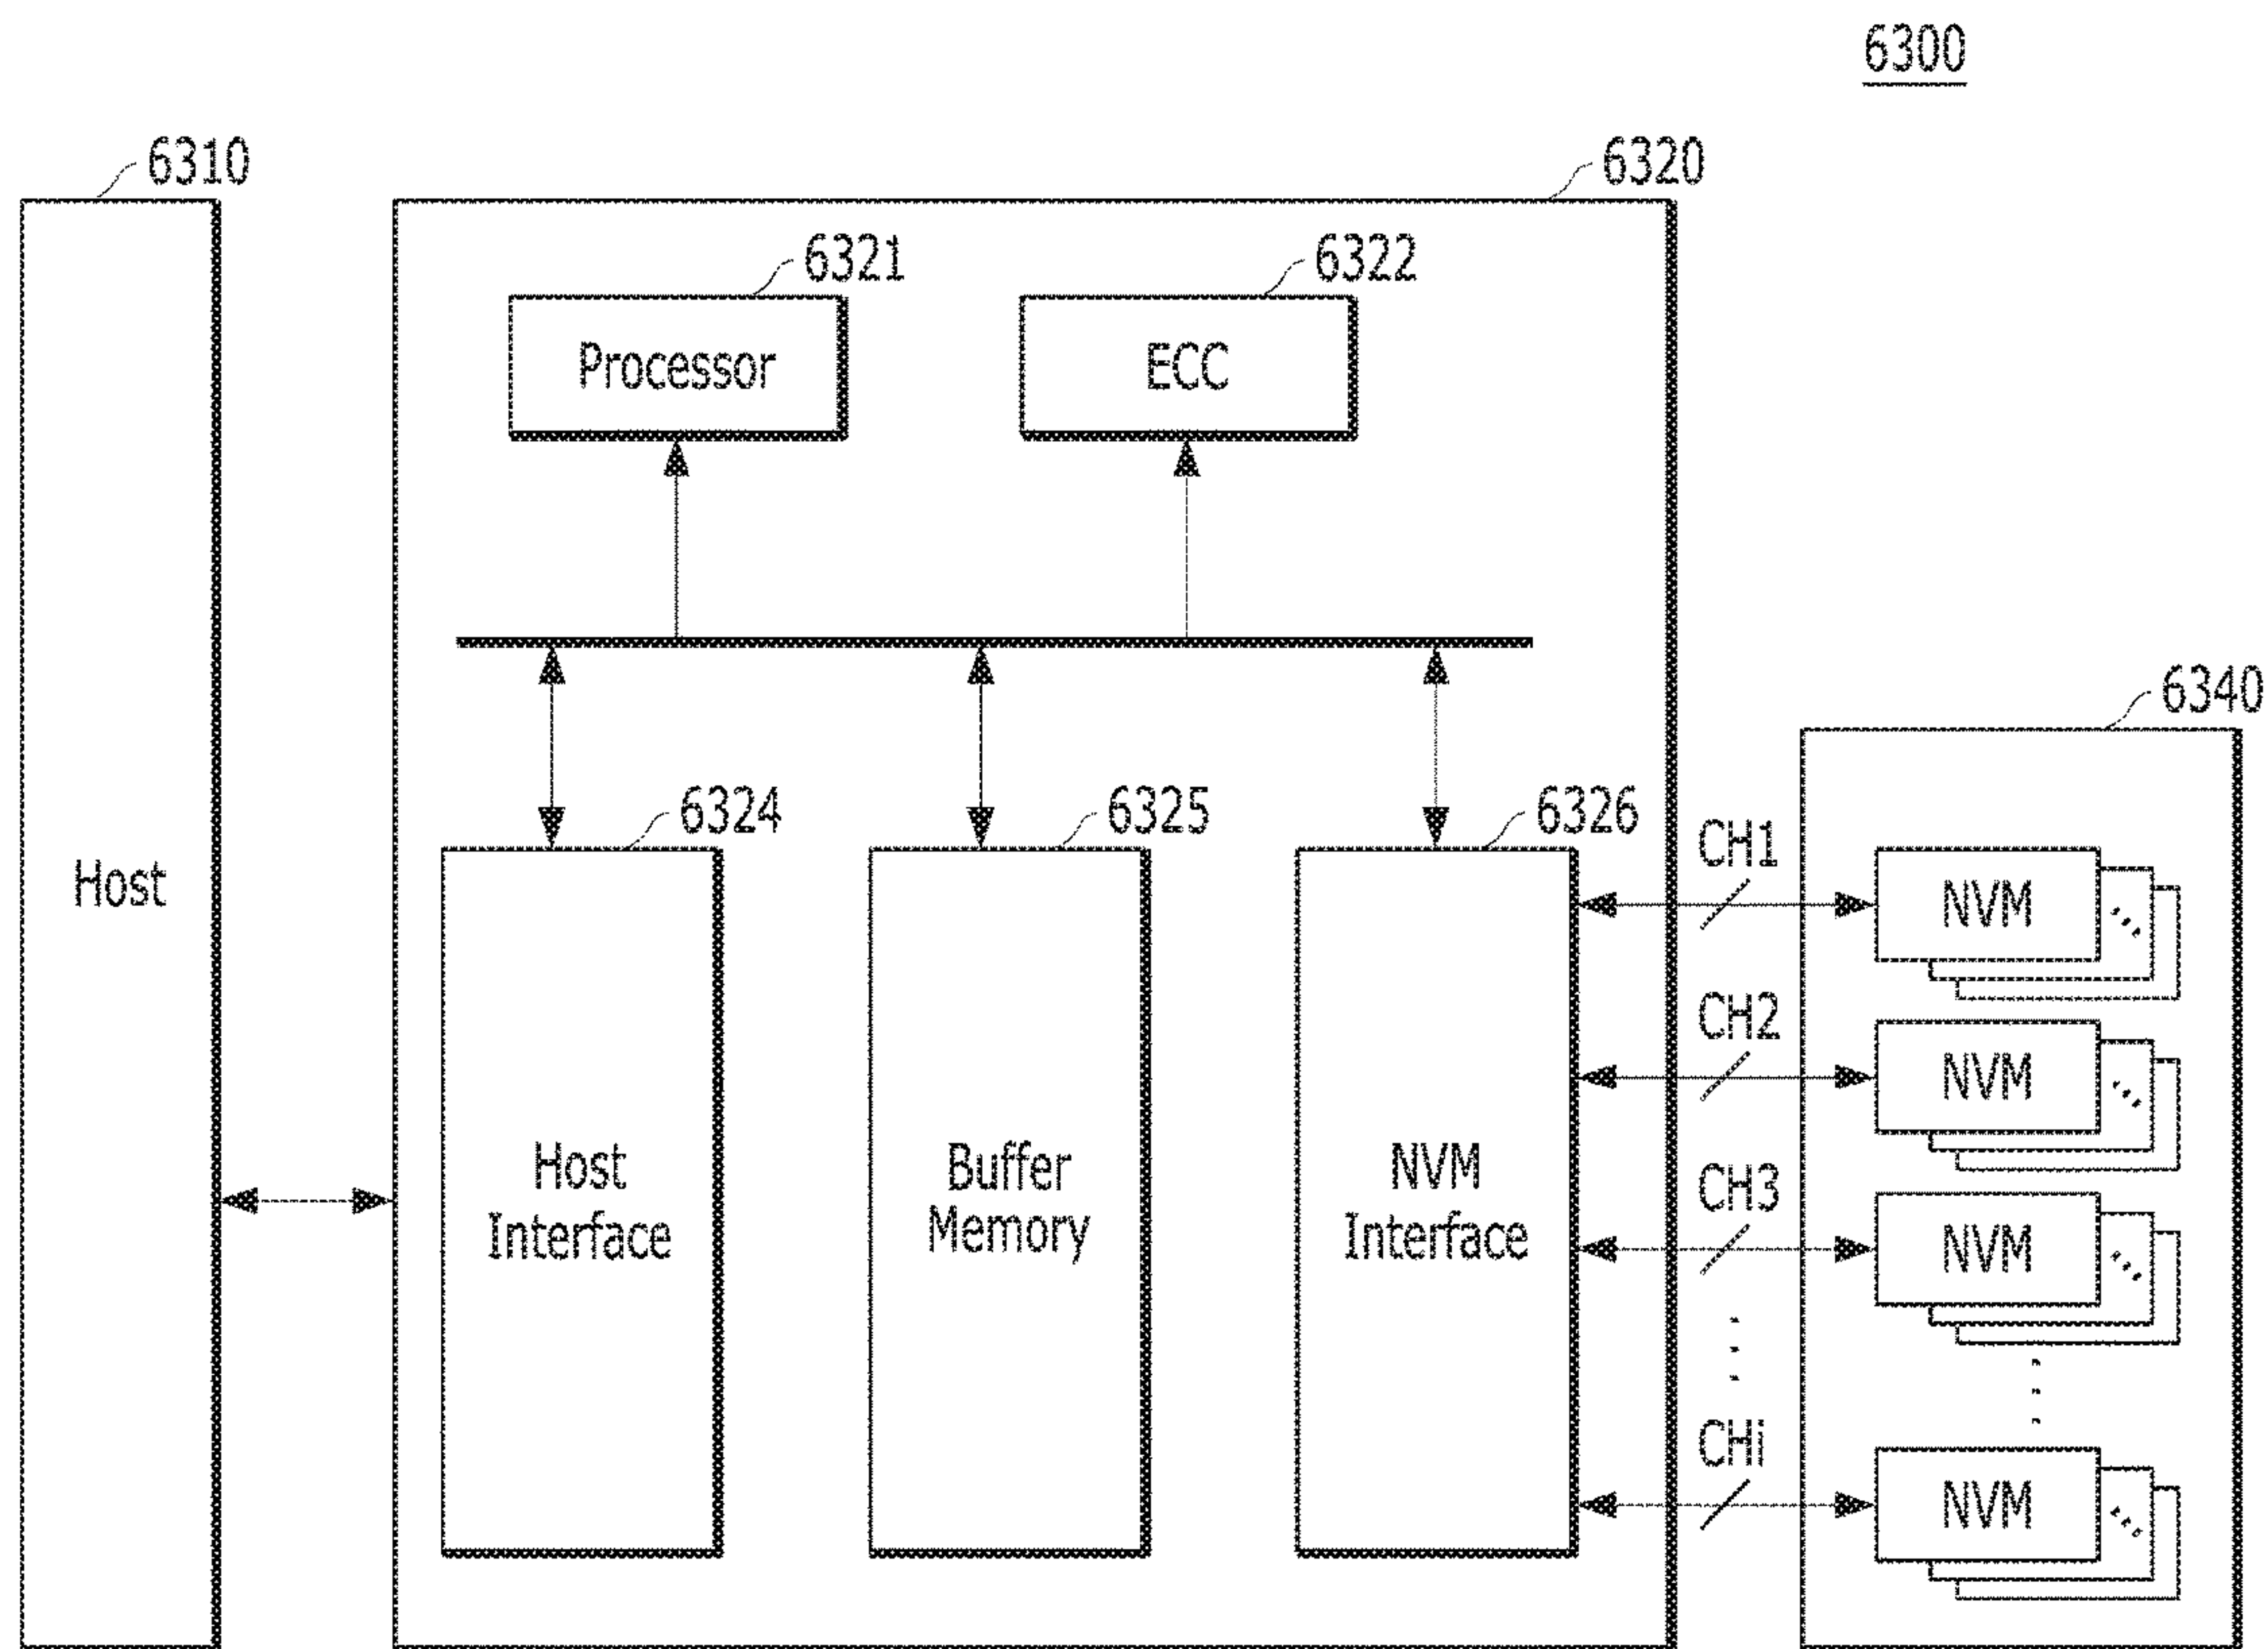 6300
6310
6320
6321
6322
Processor
ECC
6340
6324
6325
6326
CH1
Host
NVM
CH2
NVM
Host
Interface
Buffer
Memory
NVM
Interface
CH3
NVM
CHi
NVM